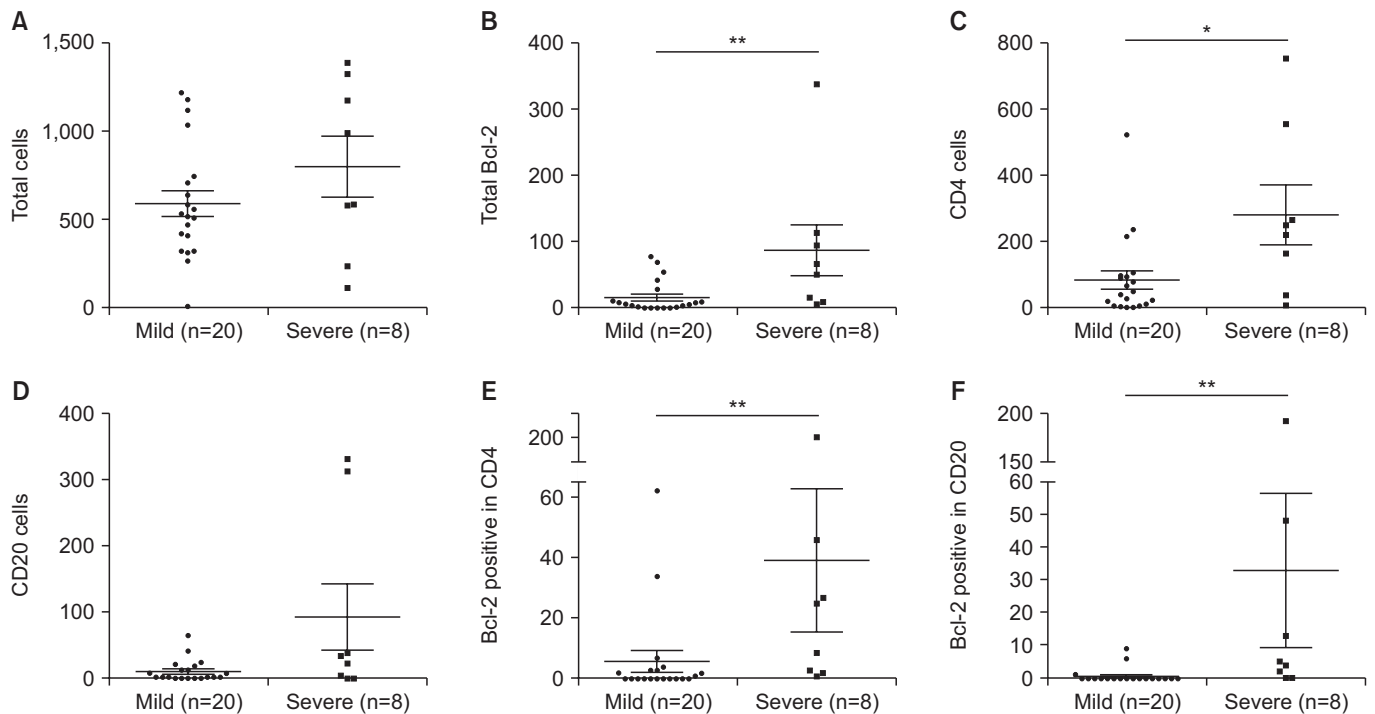 A
Total cells
1,500
1,000
500
0
Mild (n=20) Severe (n=8)
B
Total Bcl-2
400
300
200
100
0
**
Mild (n=20) Severe (n=8)
C
CD4 cells
800
600
400
200
0
*
Mild (n=20) Severe (n=8)
D
CD20 cells
400
300
200
100
0
Mild (n=20) Severe (n=8)
E
Bcl-2 positive in CD4
200
60
40
20
0
**
Mild (n=20) Severe (n=8)
F
Bcl-2 positive in CD20
200
150
60
50
40
30
20
10
0
**
Mild (n=20) Severe (n=8)